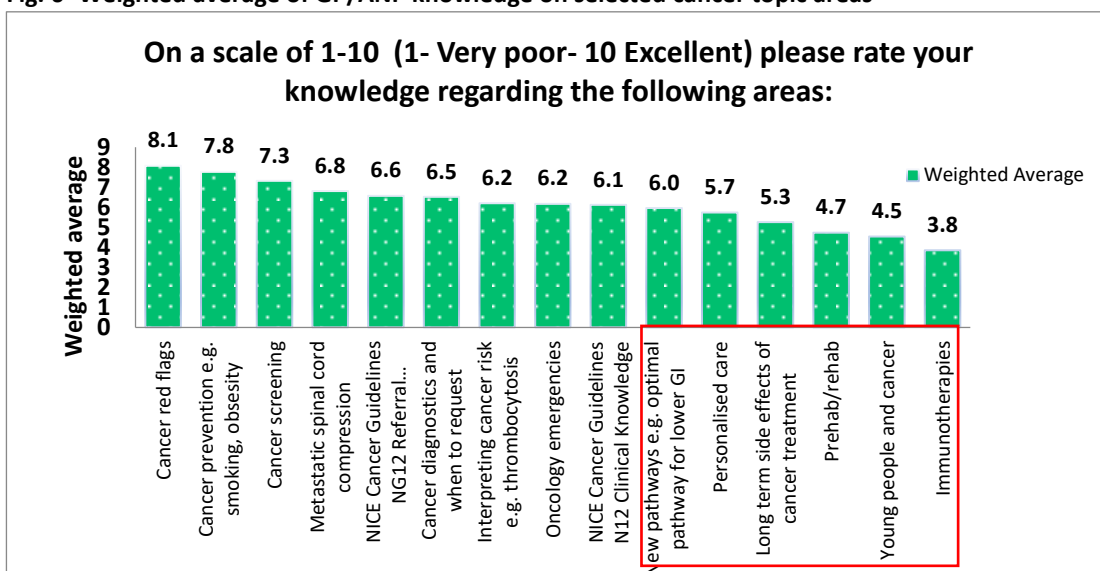 Fig. Weighted average of GP/ANP knowledge on selected cancer topic areas
On a scale of 1-10 (1- Very poor- 10 Excellent) please rate your
knowledge regarding the following areas:
Weighted average
9
8
7
6
5
4
3
2
1
0
8.1
7.8
7.3
6.8
6.6
6.5
6.2
6.2
6.1
6.0
5.7
5.3
4.7
4.5
3.8
Weighted Average
Cancer red flags
Cancer prevention e.g.
smoking, obsesity
Cancer screening
Metastatic spinal cord
compression
NICE Cancer Guidelines
NG12 Referral...
Cancer diagnostics and
when to request
Interpreting cancer risk
e.g. thrombocytosis
Oncology emergencies
NICE Cancer Guidelines
N12 Clinical Knowledge
New pathways e.g. optimal
pathway for lower GI
Personalised care
Long term side effects of
cancer treatment
Prehab/rehab
Young people and cancer
Immunotherapies